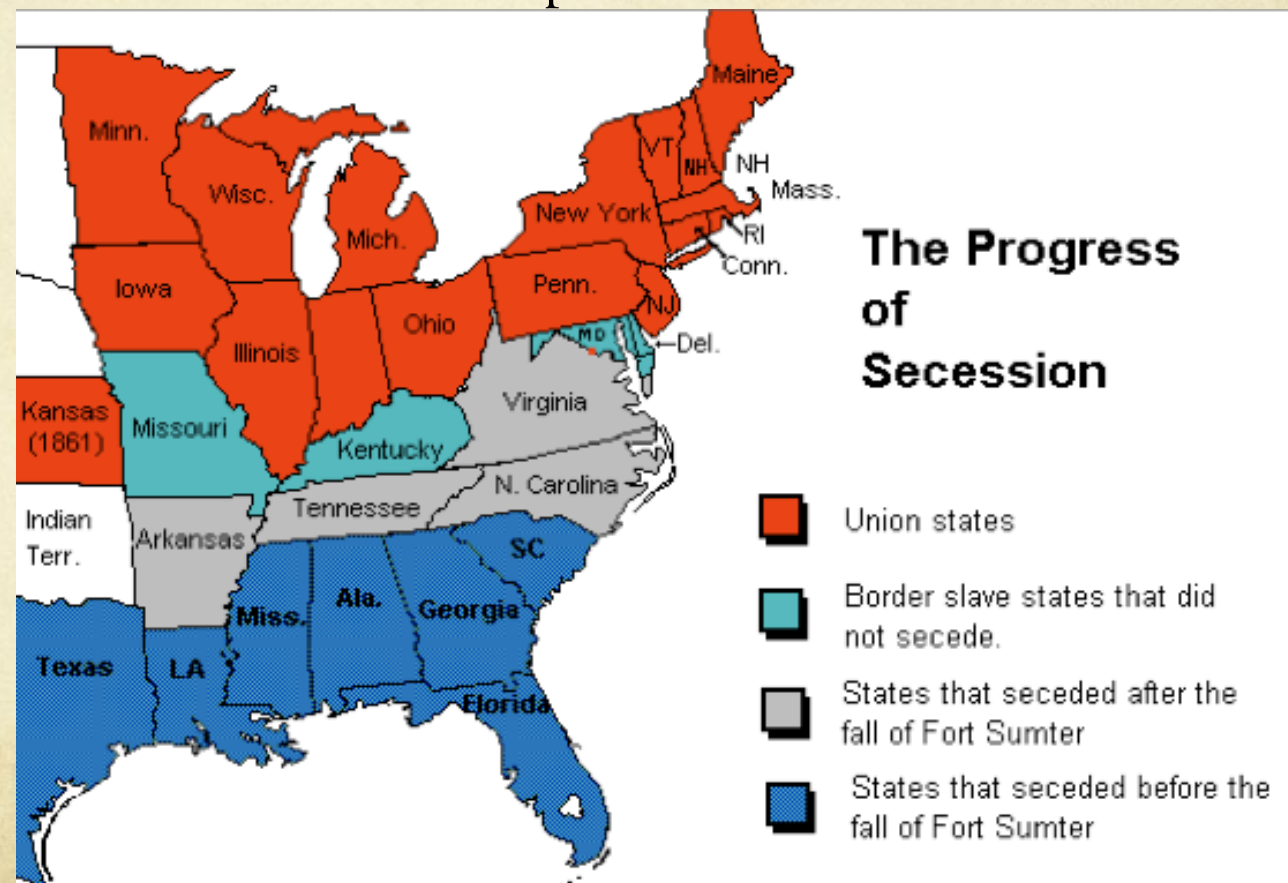 Maine
Minn.
VT
NH
NH
Wisc.
Mass.
New York
Mich.
RI
Conn.
The Progress
of
Secession
Iowa
Penn.
NJ
Ohio
Illinois
MD
Del.
Kansas
(1861)
Missouri
Virginia
Kentucky
N. Carolina
Tennessee
Indian
Terr.
Arkansas
SC
Ala.
Miss.
Georgia
Texas
LA
Florida
Union states
Border slave states that did
not secede.
States that seceded after the
fall of Fort Sumter
States that seceded before the
fall of Fort Sumter